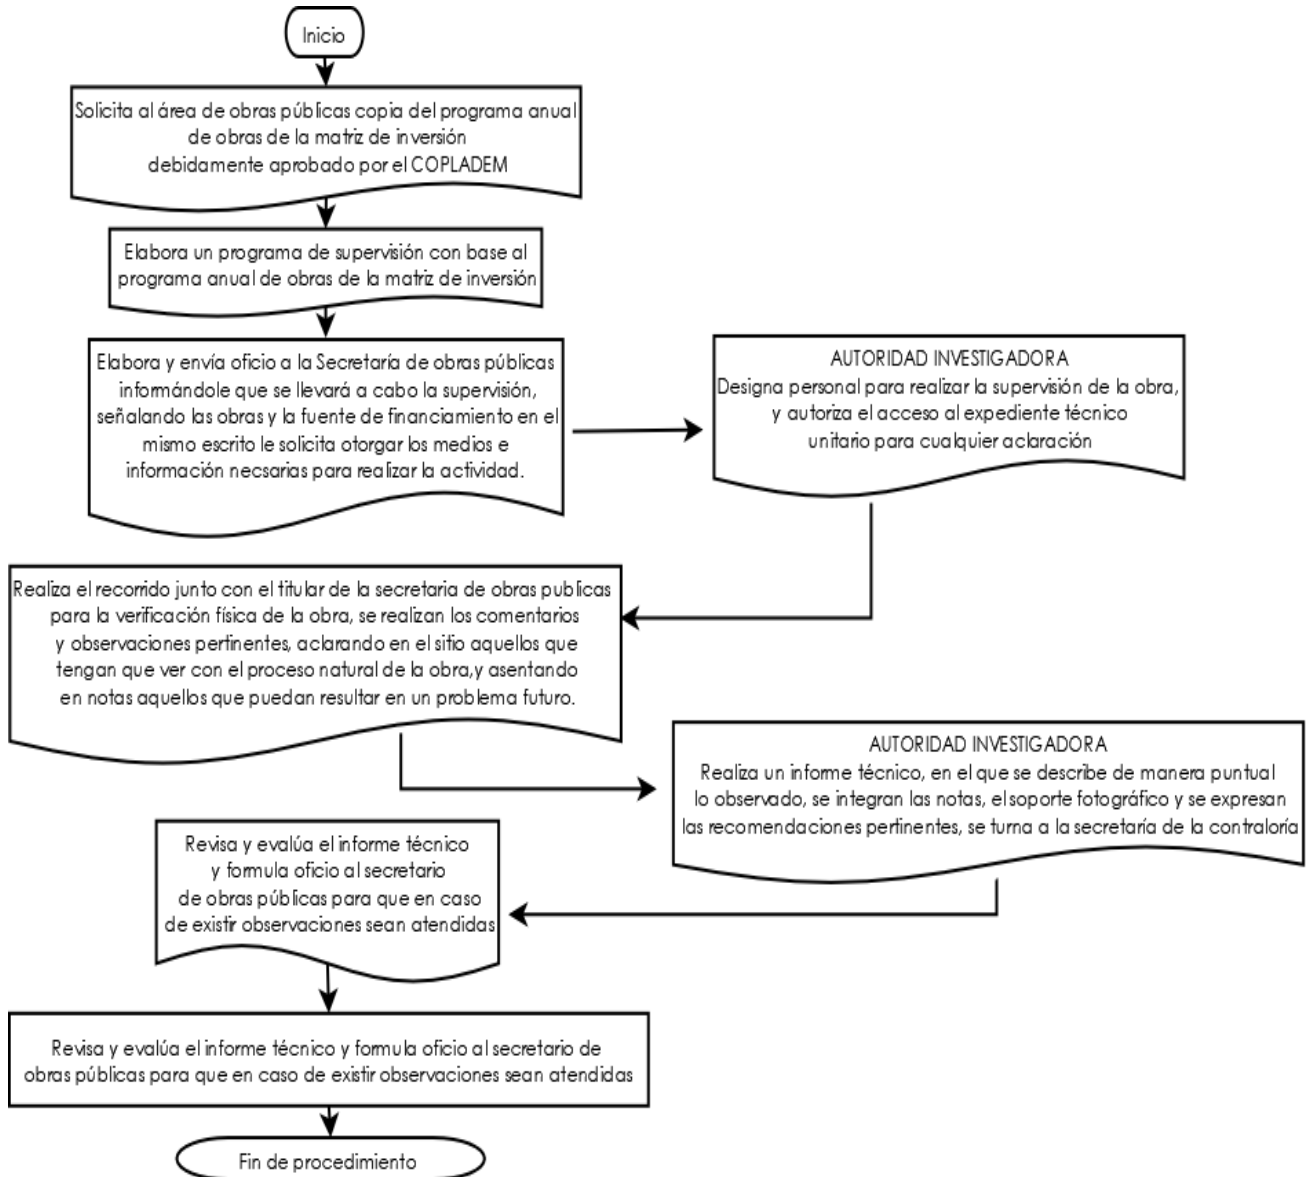 Inicio
Solicita al área de obras públicas copia del programa anual
de obras de la matriz de inversión
debidamente aprobado por el COPLADEM
Elabora un programa de supervisión con base al
programa anual de obras de la matriz de inversión
Elabora y envía oficio a la Secretaría de obras públicas
informándole que se llevará a cabo la supervisión,
señalando las obras y la fuente de financiamiento en el
mismo escrito le solicita otorgar los medios e
información necsarias para realizar la actividad.
AUTORIDAD INVESTIGADORA
Designa personal para realizar la supervisión de la obra,
y autoriza el acceso al expediente técnico
unitario para cualquier aclaración
Realiza el recorrido junto con el titular de la secretaria de obras publicas
para la verificación física de la obra, se realizan los comentarios
y observaciones pertinentes, aclarando en el sitio aquellos que
tengan que ver con el proceso natural de la obra,y asentando
en notas aquellos que puedan resultar en un problema futuro.
AUTORIDAD INVESTIGADORA
Realiza un informe técnico, en el que se describe de manera puntual
lo observado, se integran las notas, el soporte fotográfico y se expresan
las recomendaciones pertinentes, se turna a la secretaría de la contraloría
Revisa y evalúa el informe técnico
y formula oficio al secretario
de obras públicas para que en caso
de existir observaciones sean atendidas
Revisa y evalúa el informe técnico y formula oficio al secretario de
obras públicas para que en caso de existir observaciones sean atendidas
Fin de procedimiento